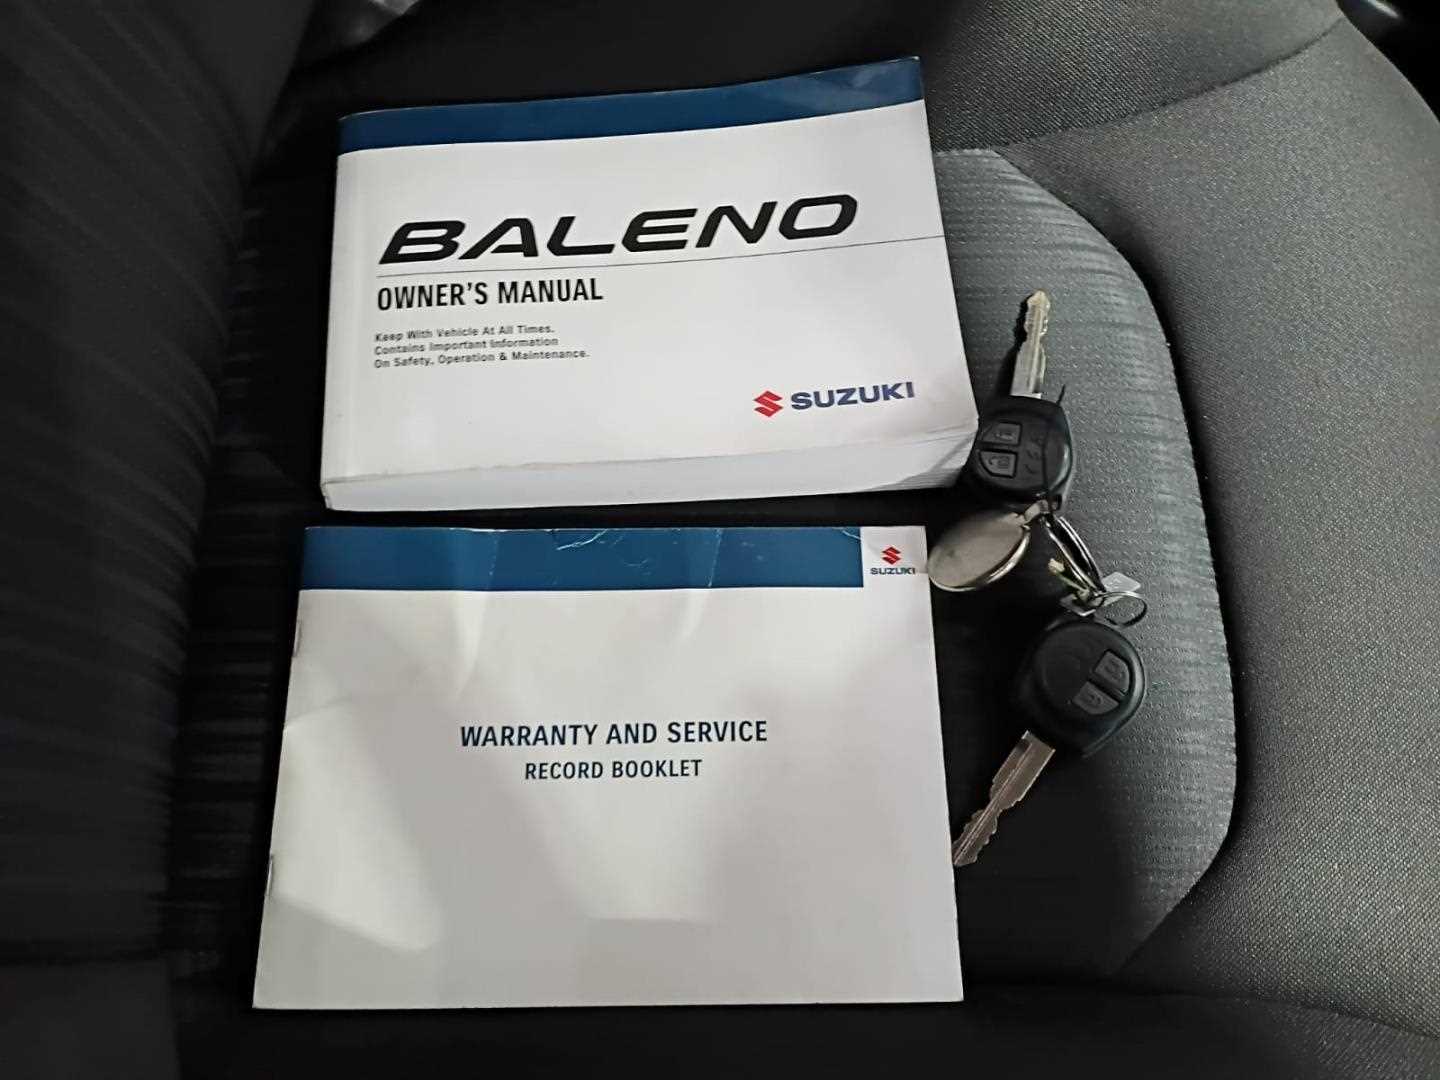 BALENO
OWNER'S MANUAL
Keep With Vehicle At All Times.
Contains Important Information
On Safety, Operation & Maintenance.
SUZUKI
SUZUKI
WARRANTY AND SERVICE
RECORD BOOKLET